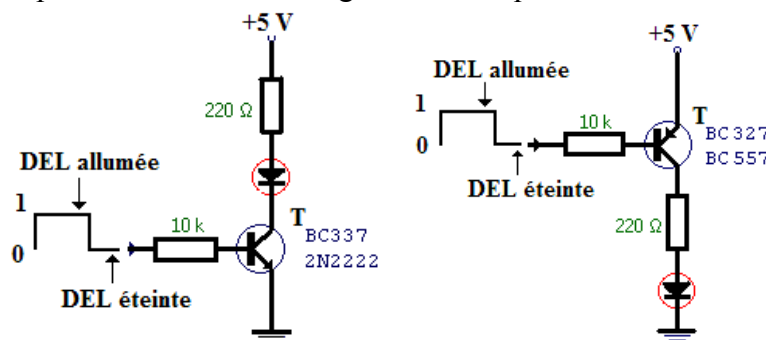 +5 V
220 Ω
DEL allumée
1
0
10 k
T
BC337
2N2222
DEL éteinte
+5 V
DEL allumée
1
0
10 k
T
BC327
BC557
DEL éteinte
220 Ω